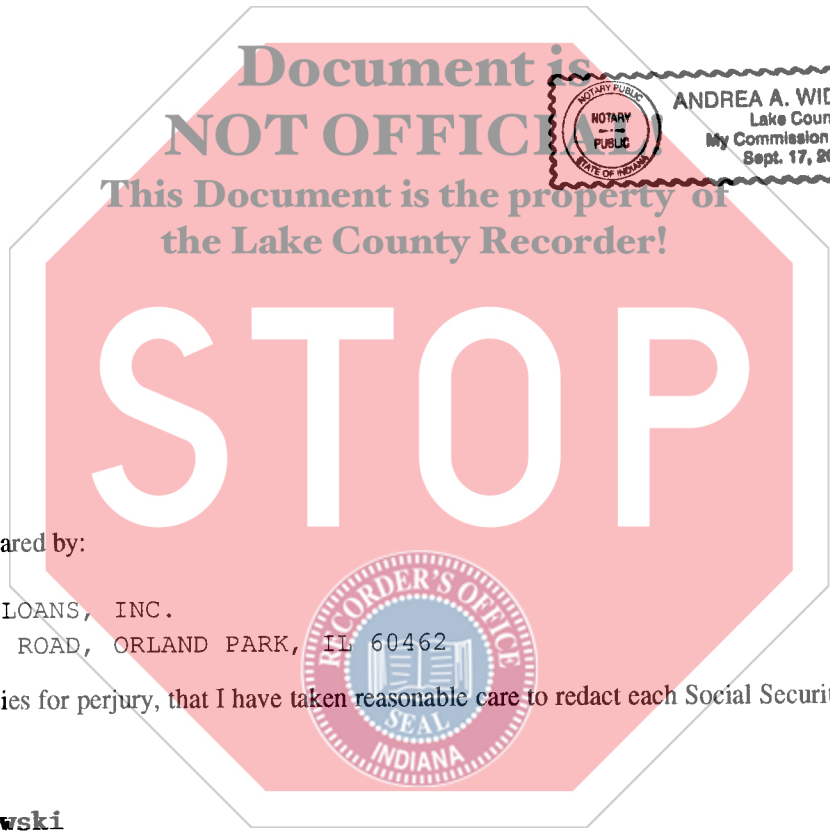 Document is
NOT OFFICIAL!
This Document is the property of
the Lake County Recorder!
NOTARY PUBLIC
NOTARY
PUBLIC
STATE OF INDIANA
ANDREA A. WID
Lake Coun
My Commission
Sept. 17, 20
STOP
ared by:
LOANS, INC.
ROAD, ORLAND PARK, IL 60462
ies for perjury, that I have taken reasonable care to redact each Social Securit
RECORDER'S OFFICE
SEAL
INDIANA
wski